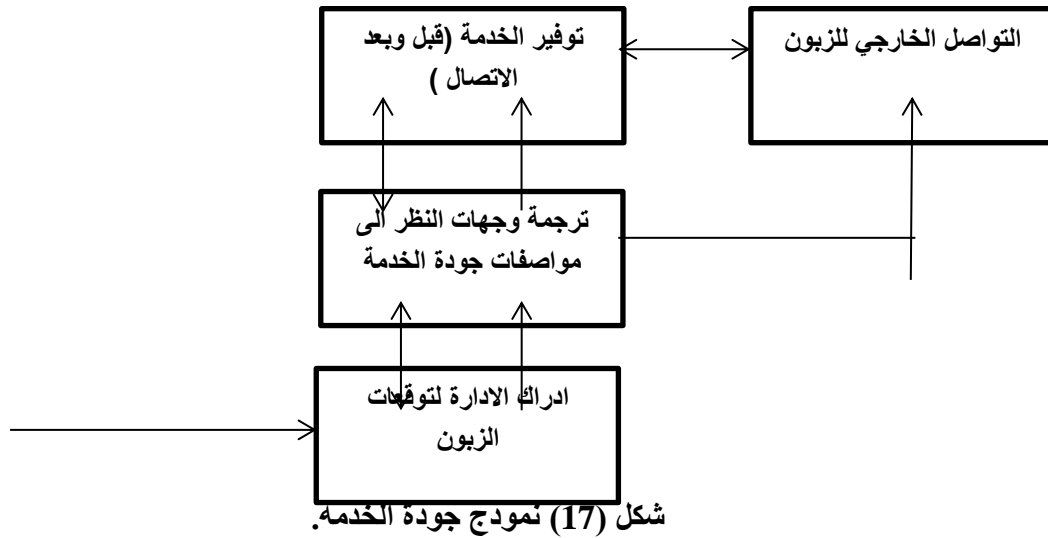 توفير الخدمة (قبل وبعد
الاتصال )
التواصل الخارجي للزبون
ترجمة وجهات النظر الى
مواصفات جودة الخدمة
ادراك الادارة لتوقعات
الزبون
شكل (17) نموذج جودة الخدمة.